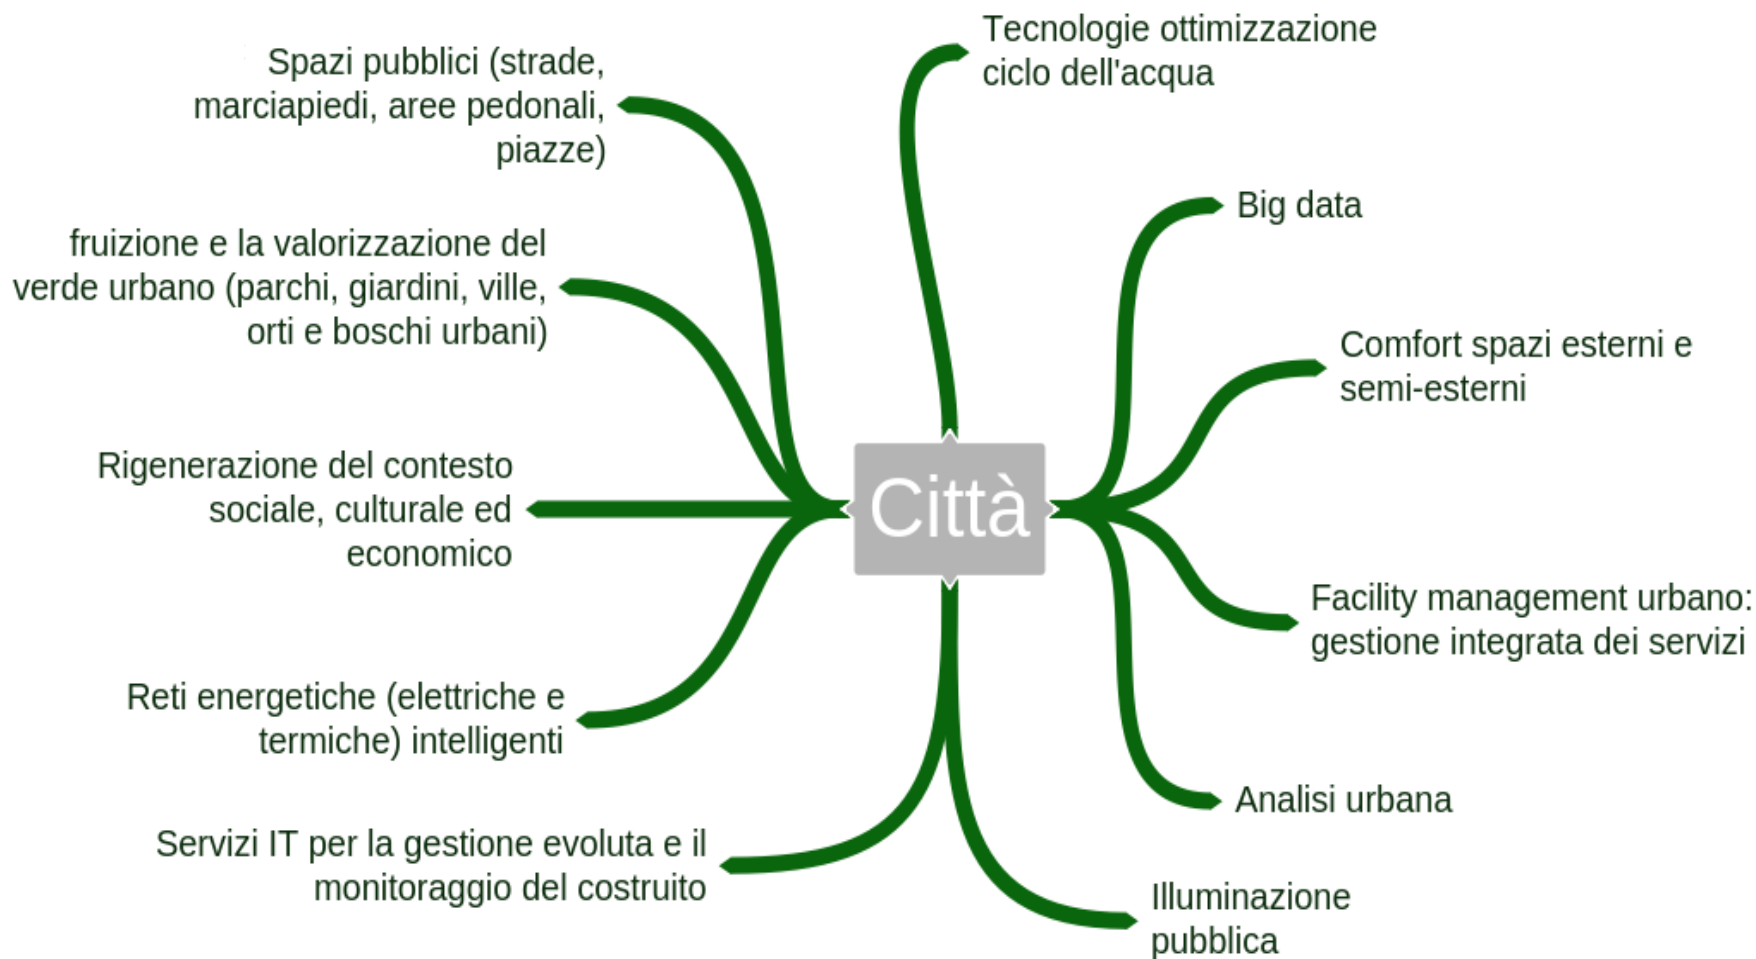 Tecnologie ottimizzazione
ciclo dell'acqua
Spazi pubblici (strade,
marciapiedi, aree pedonali,
piazze)
Big data
fruizione e la valorizzazione del
verde urbano (parchi, giardini, ville,
orti e boschi urbani)
Comfort spazi esterni e
semi-esterni
Rigenerazione del contesto
sociale, culturale ed
economico
Città
Facility management urbano:
gestione integrata dei servizi
Reti energetiche (elettriche e
termiche) intelligenti
Analisi urbana
Servizi IT per la gestione evoluta e il
monitoraggio del costruito
Illuminazione
pubblica